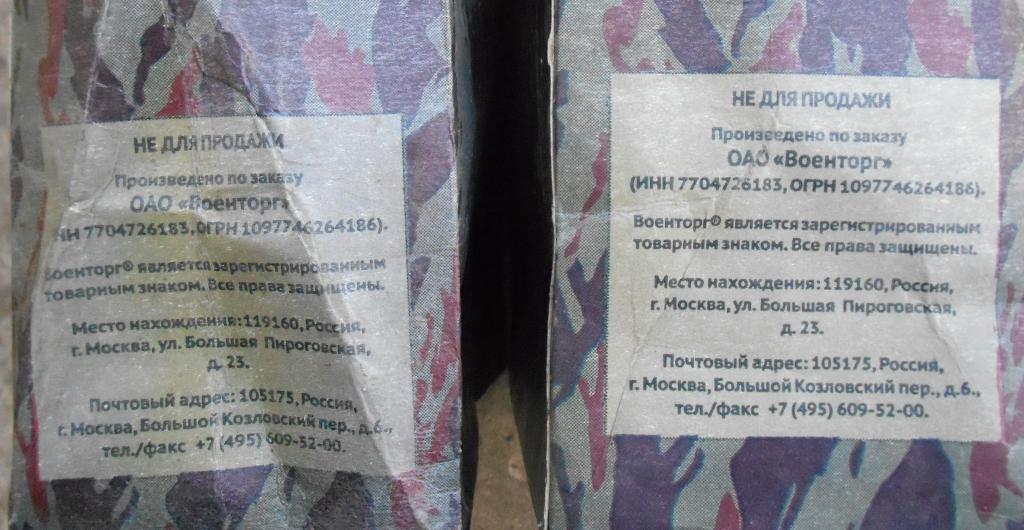 НЕ ДЛЯ ПРОДАЖИ
Произведено по заказу
ОАО «Военторг»
НН 7704726183, ОГРН 1097746264186).
Военторг® является зарегистрированным
товарным знаком. Все права защищены.
Место нахождения: 119160, Россия,
г. Москва, ул. Большая Пироговская,
д. 23.
Почтовый адрес: 105175, Россия,
г. Москва, Большой Козловский пер., д.6.,
тел./факс +7 (495) 609-52-00.
НЕ ДЛЯ ПРОДАЖИ
Произведено по заказу
ОАО «Военторг»
(ИНН 7704726183, ОГРН 1097746264186).
Военторг® является зарегистрированным
товарным знаком. Все права защищены.
Место нахождения: 119160, Россия,
г. Москва, ул. Большая Пироговская,
д. 23.
Почтовый адрес: 105175, Россия,
г. Москва, Большой Козловский пер., д.6.,
тел./факс +7 (495) 609-52-00.